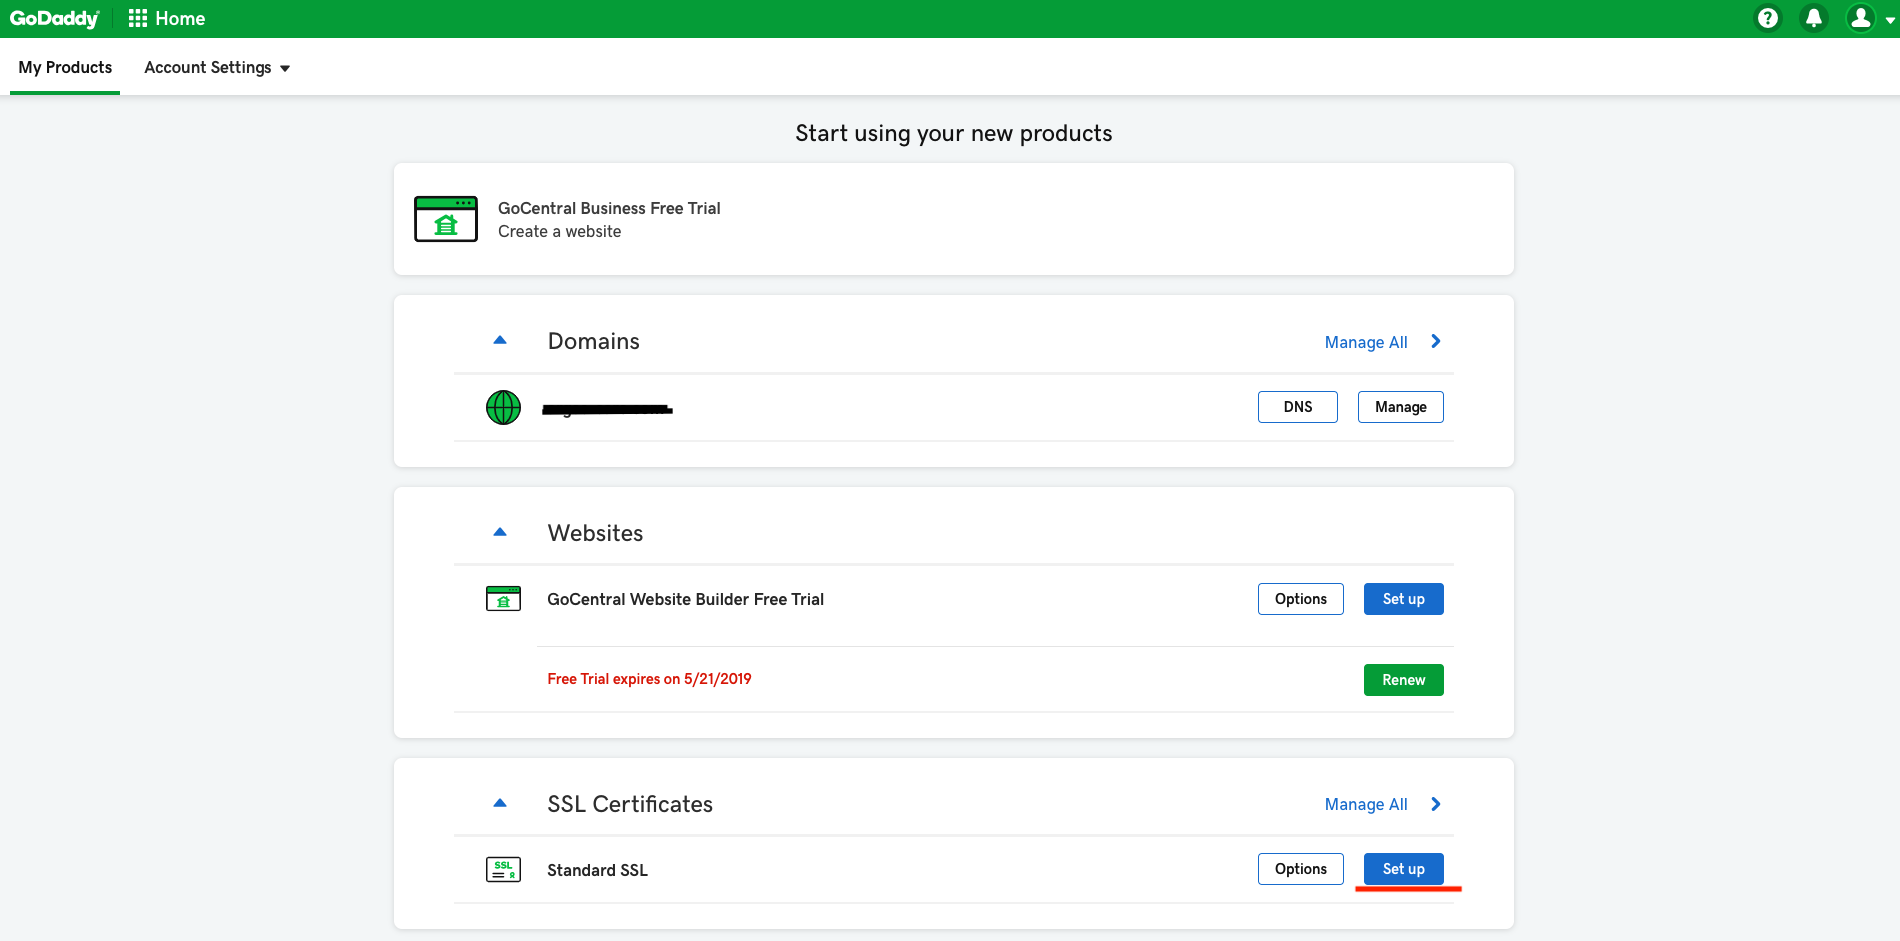 GoDaddy Home
My Products Account Settings
Start using your new products
GoCentral Business Free Trial
Create a website
Domains Manage All
DNS Manage
Websites
GoCentral Website Builder Free Trial Options Set up
Free Trial expires on 5/21/2019 Renew
SSL Certificates Manage All
SSL Standard SSL Options Set up